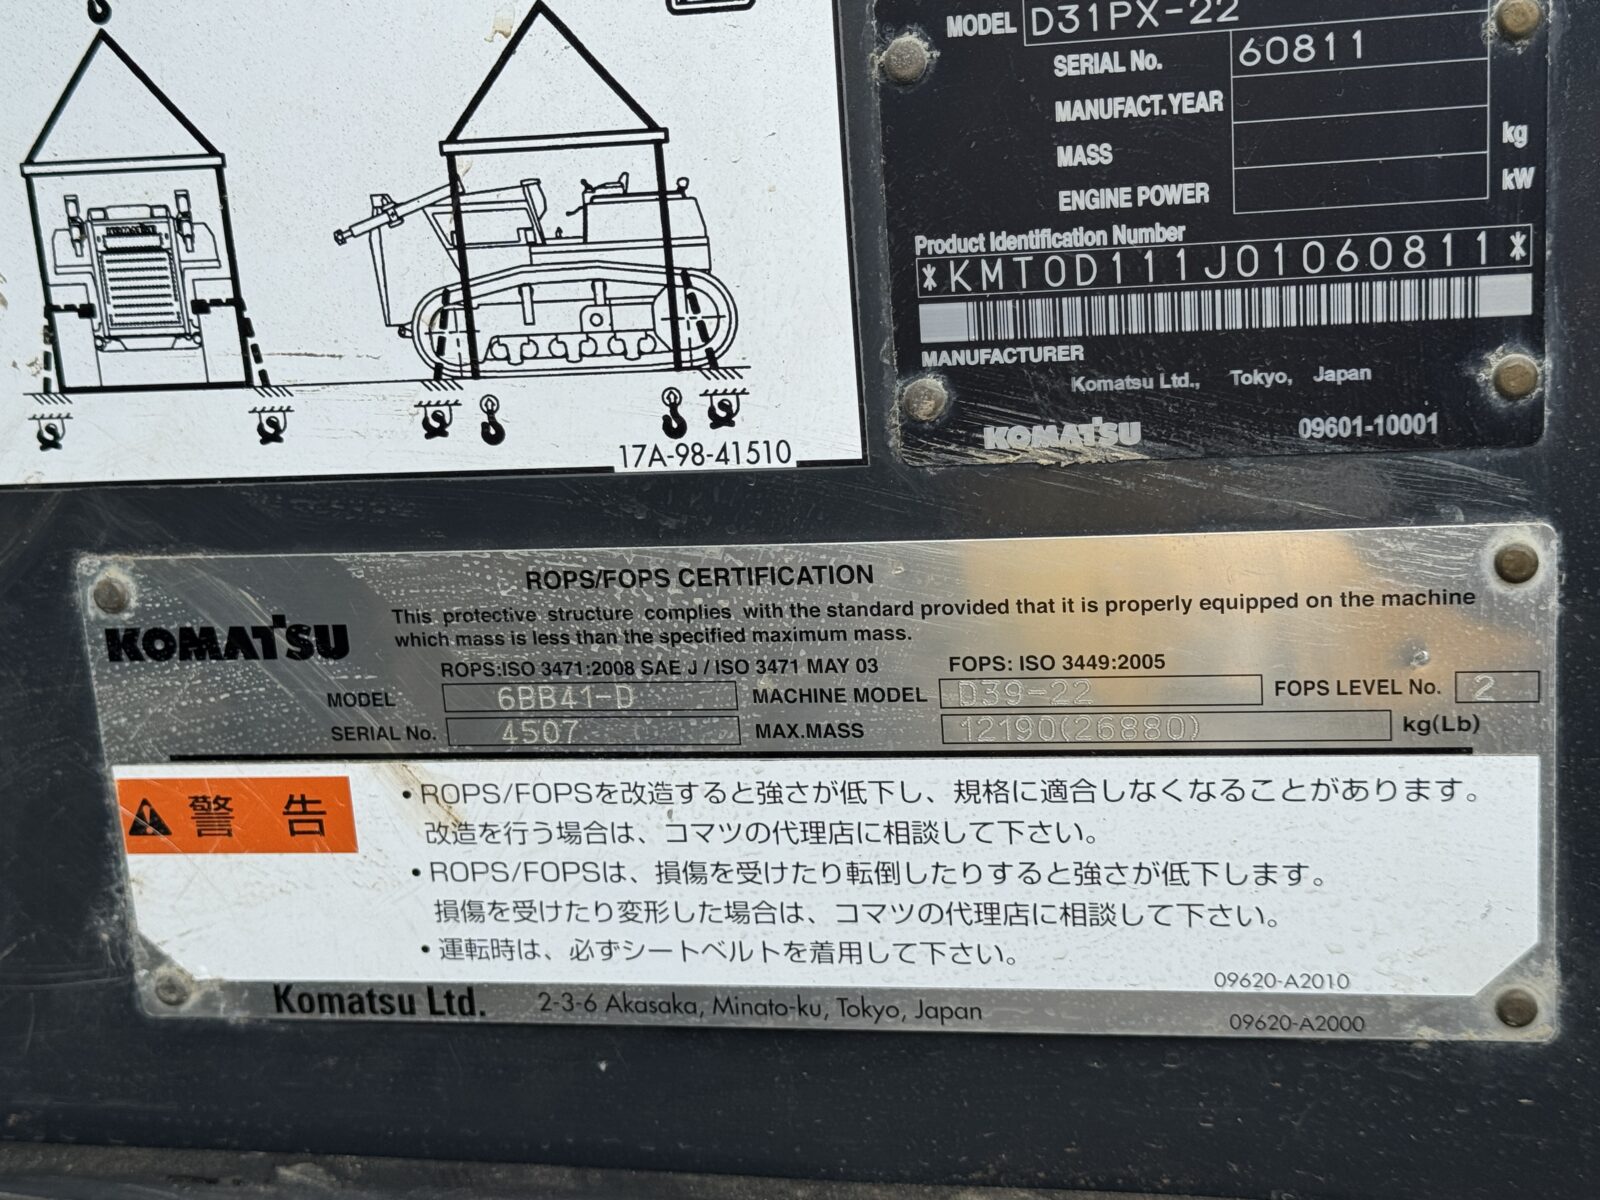 MODEL D31PX-22
SERIAL No. 60811
MANUFACT. YEAR
MASS kg
ENGINE POWER kW
Product Identification Number
*KMT0D111J01060811*
MANUFACTURER
Komatsu Ltd., Tokyo, Japan
KOMATSU 09601-10001
17A-98-41510
ROPS/FOPS CERTIFICATION
KOMATSU
This protective structure complies with the standard provided that it is properly equipped on the machine
which mass is less than the specified maximum mass.
ROPS:ISO 3471:2008 SAE J / ISO 3471 MAY 03 FOPS: ISO 3449:2005
MODEL 6BB41-D MACHINE MODEL D39-22 FOPS LEVEL No. 2
SERIAL No. 4507 MAX.MASS 12190(26880) kg(Lb)
警告
•ROPS/FOPSを改造すると強さが低下し、規格に適合しなくなることがあります。
改造を行う場合は、コマツの代理店に相談して下さい。
•ROPS/FOPSは、損傷を受けたり転倒したりすると強さが低下します。
損傷を受けたり変形した場合は、コマツの代理店に相談して下さい。
•運転時は、必ずシートベルトを着用して下さい。
09620-A2010
Komatsu Ltd. 2-3-6 Akasaka, Minato-ku, Tokyo, Japan
09620-A2000